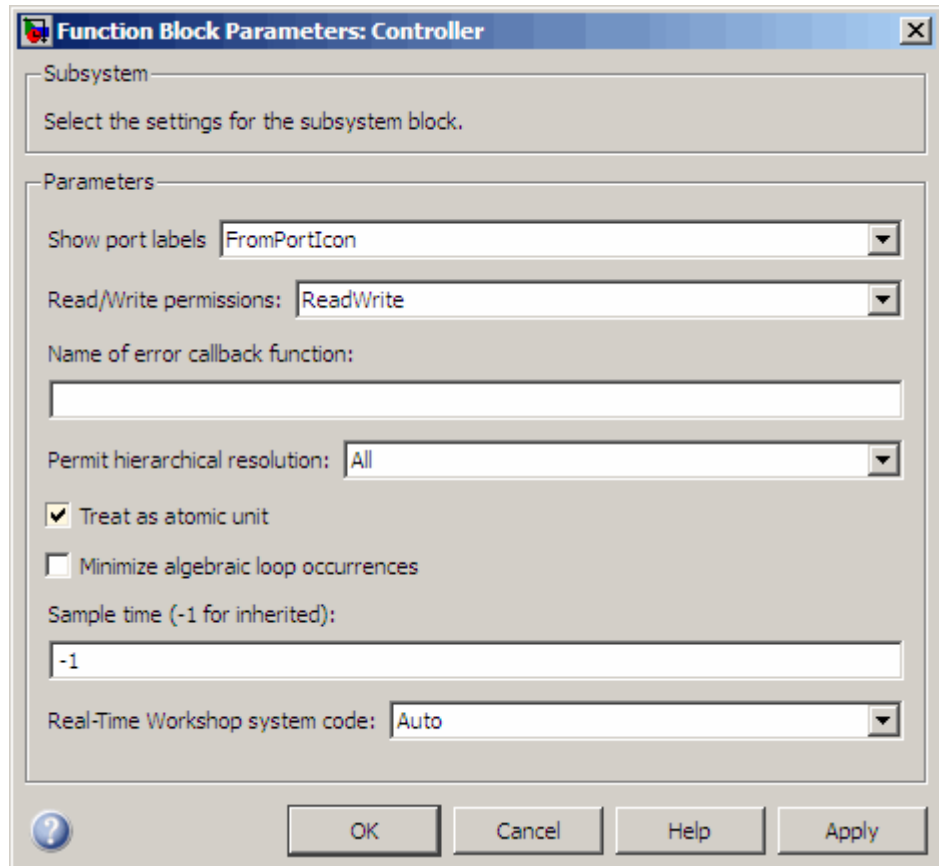 Function Block Parameters: Controller
Subsystem
Select the settings for the subsystem block.
Parameters
Show port labels FromPortIcon
Read/Write permissions: ReadWrite
Name of error callback function:
Permit hierarchical resolution: All
Treat as atomic unit
Minimize algebraic loop occurrences
Sample time (-1 for inherited):
-1
Real-Time Workshop system code: Auto
? OK Cancel Help Apply